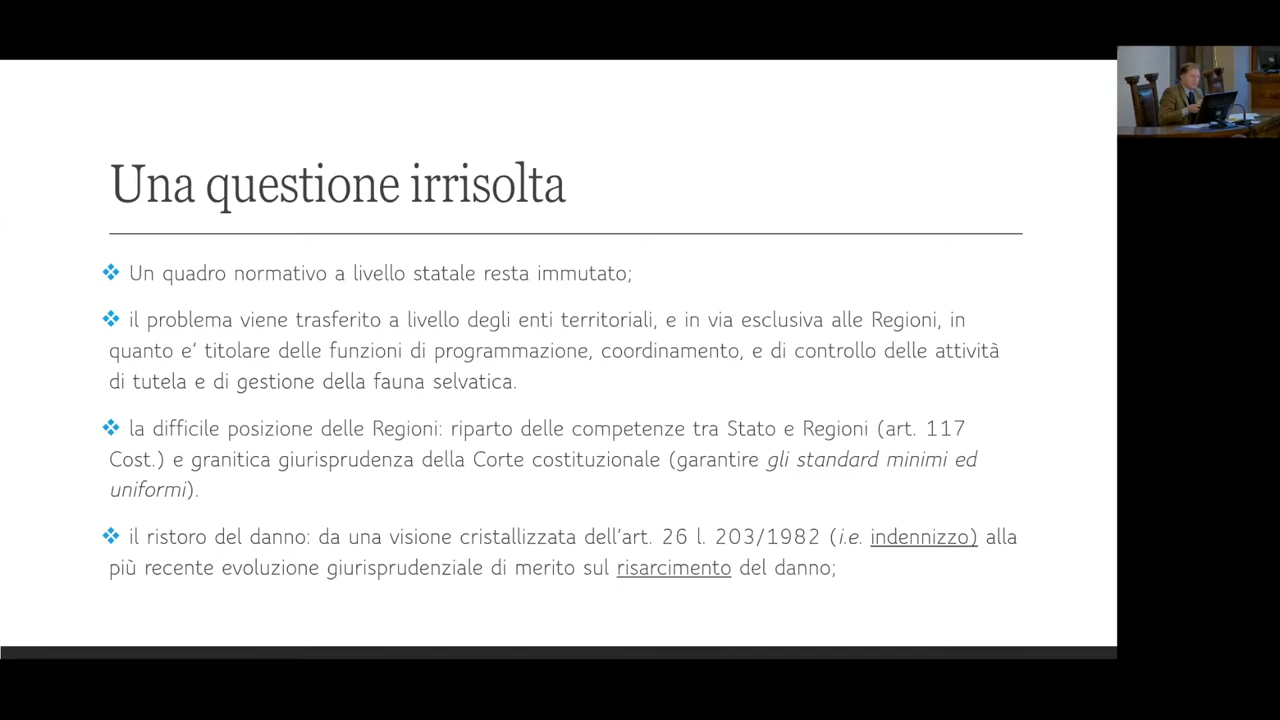 Una questione irrisolta
Un quadro normativo a livello statale resta immutato;
il problema viene trasferito a livello degli enti territoriali, e in via esclusiva alle Regioni, in
quanto e' titolare delle funzioni di programmazione, coordinamento, e di controllo delle attività
di tutela e di gestione della fauna selvatica.
la difficile posizione delle Regioni: riparto delle competenze tra Stato e Regioni (art. 117
Cost.) e granitica giurisprudenza della Corte costituzionale (garantire gli standard minimi ed
uniformi).
il ristoro del danno: da una visione cristallizzata dell'art. 26 l. 203/1982 (i.e. indennizzo) alla
più recente evoluzione giurisprudenziale di merito sul risarcimento del danno;